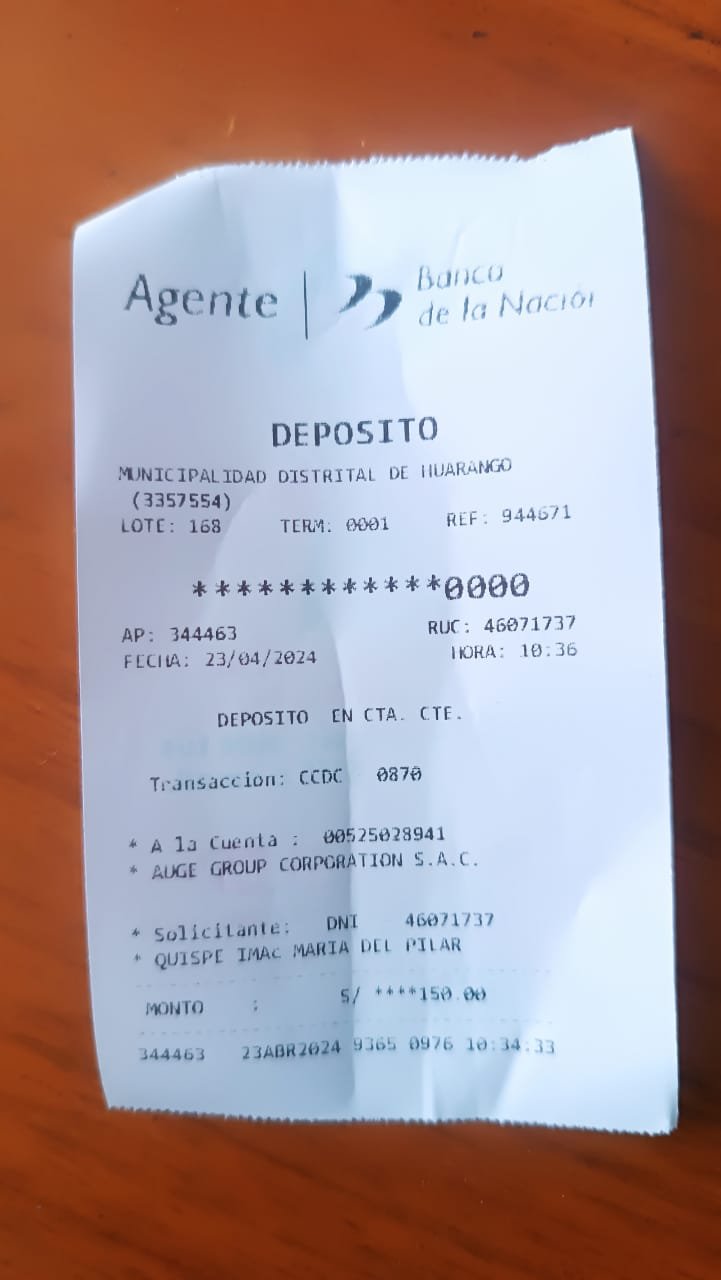 Agente | Banco
de la Nación
DEPOSITO
MUNICIPALIDAD DISTRITAL DE HUARANGO
(3357554)
LOTE: 168 TERM: 0001 REF: 944671
************0000
AP: 344463 RUC: 46071737
FECHA: 23/04/2024 HORA: 10:36
DEPOSITO EN CTA. CTE.
Transaccion: CCDC 0870
* A la Cuenta : 00525028941
* AUGE GROUP CORPORATION S.A.C.
* Solicitante: DNI 46071737
* QUISPE IMAC MARIA DEL PILAR
MONTO : S/ ****150.00
344463 23ABR2024 9365 0976 10:34:33